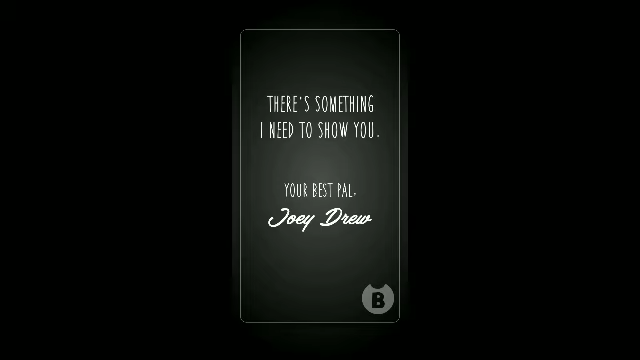 THERE'S SOMETHING
I NEED TO SHOW YOU.
YOUR BEST PAL,
Joey Drew
B